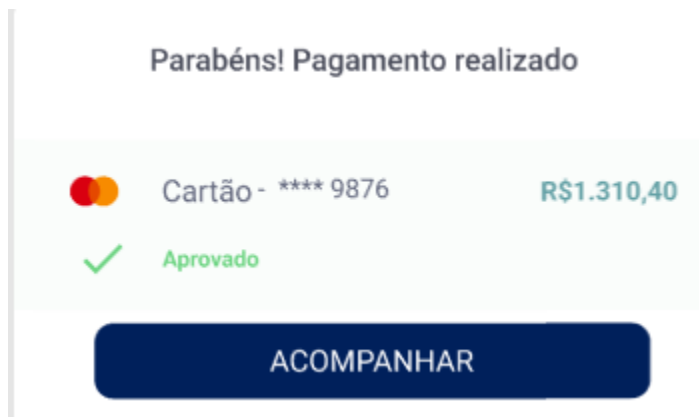 Parabéns! Pagamento realizado
Cartão - **** 9876 R$1.310,40
Aprovado
ACOMPANHAR